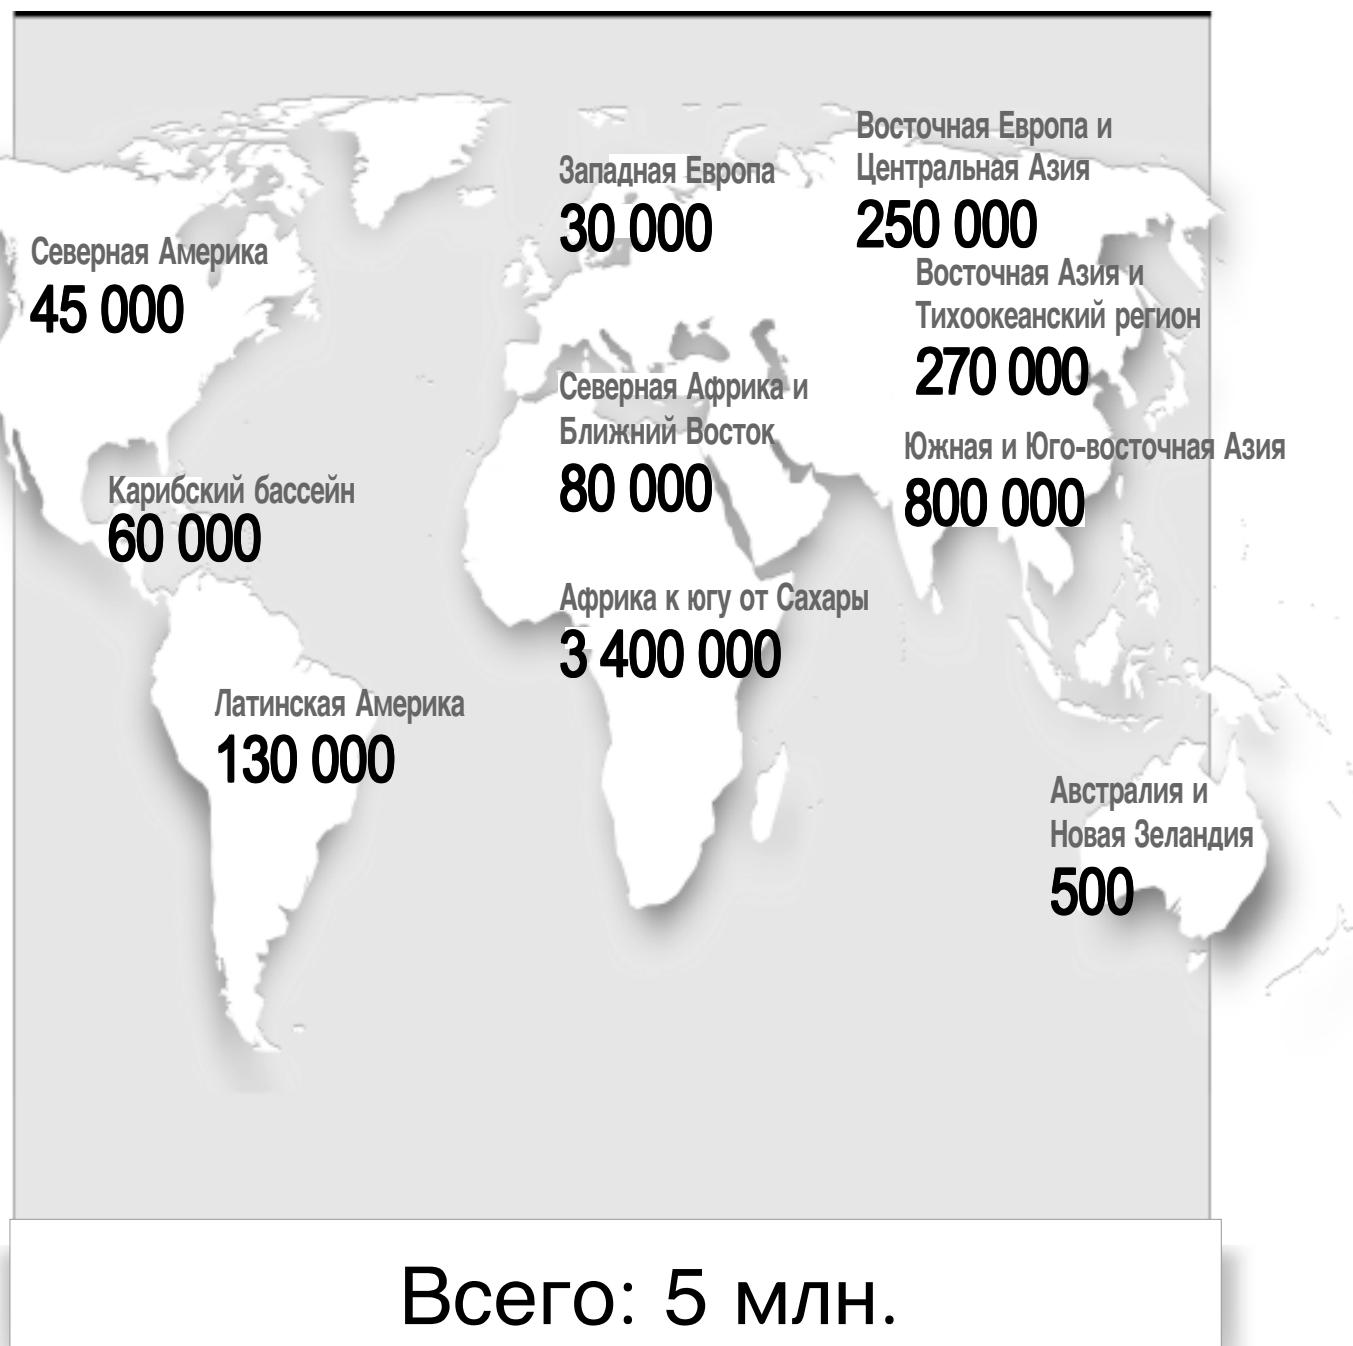 Восточная Европа и
Центральная Азия
250 000
Западная Европа
30 000
Северная Америка
45 000
Восточная Азия и
Тихоокеанский регион
270 000
Северная Африка и
Ближний Восток
80 000
Южная и Юго-восточная Азия
800 000
Карибский бассейн
60 000
Африка к югу от Сахары
3 400 000
Латинская Америка
130 000
Австралия и
Новая Зеландия
500
Всего: 5 млн.